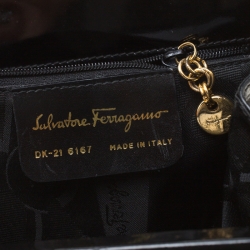 Salvatore Ferragamo
DK-21 6167 MADE IN ITALY